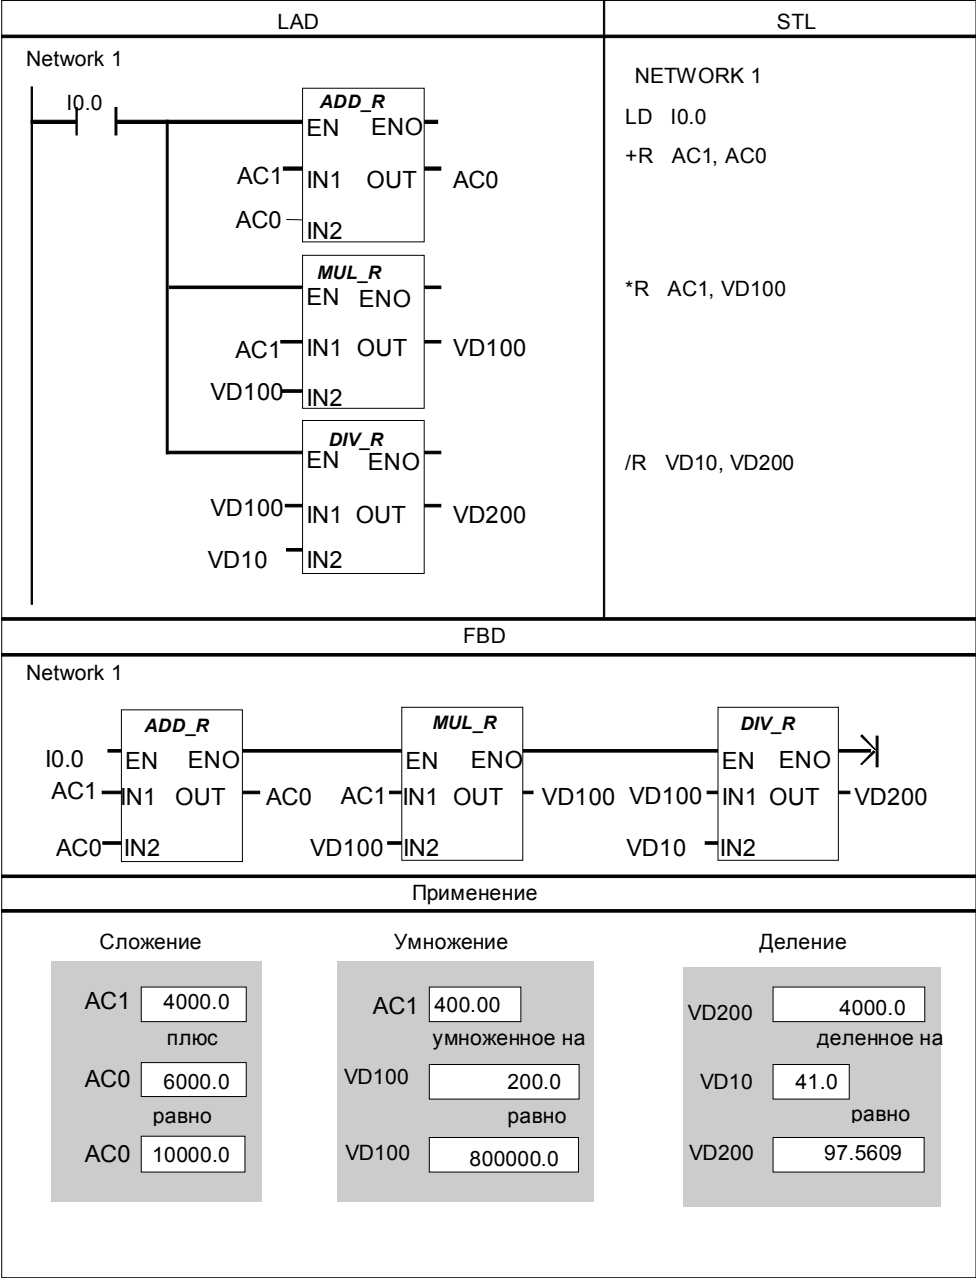 LAD
STL
Network 1
I0.0
ADD_R
EN ENO
AC1 IN1 OUT AC0
AC0 IN2
MUL_R
EN ENO
AC1 IN1 OUT VD100
VD100 IN2
DIV_R
EN ENO
VD100 IN1 OUT VD200
VD10 IN2
NETWORK 1
LD I0.0
+R AC1, AC0
*R AC1, VD100
/R VD10, VD200
FBD
Network 1
ADD_R
I0.0 EN ENO
AC1 IN1 OUT AC0
AC0 IN2
MUL_R
EN ENO
AC1 IN1 OUT VD100
VD100 IN2
DIV_R
EN ENO
VD100 IN1 OUT VD200
VD10 IN2
Применение
Сложение
AC1 4000.0
плюс
AC0 6000.0
равно
AC0 10000.0
Умножение
AC1 400.00
умноженное на
VD100 200.0
равно
VD100 800000.0
Деление
VD200 4000.0
деленное на
VD10 41.0
равно
VD200 97.5609